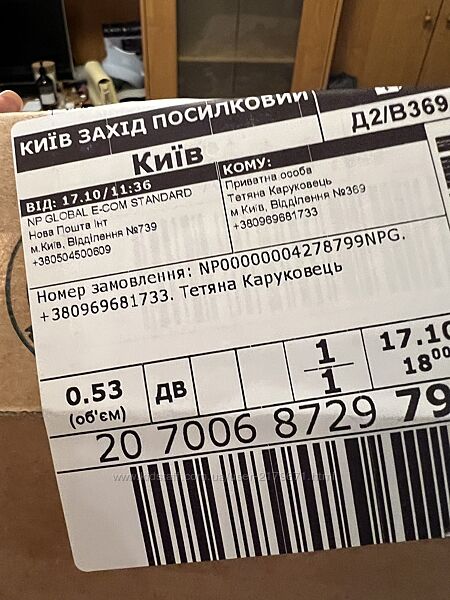 КИЇВ ЗАХІД ПОСИЛКОВИЙ
Д2/В369
Київ
ВІД: 17.10/11:36
NP GLOBAL E-COM STANDARD
Нова Пошта Інт
м.Київ, Відділення №739
+380504500609
КОМУ:
Приватна особа
Тетяна Каруковець
м Київ, Відділення №369
+380969681733
Номер замовлення: NP00000004278799NPG.
+380969681733. Тетяна Каруковець
0.53
(об'єм)
ДВ
1
1
17.10
18⁰⁰
20 7006 8729 79